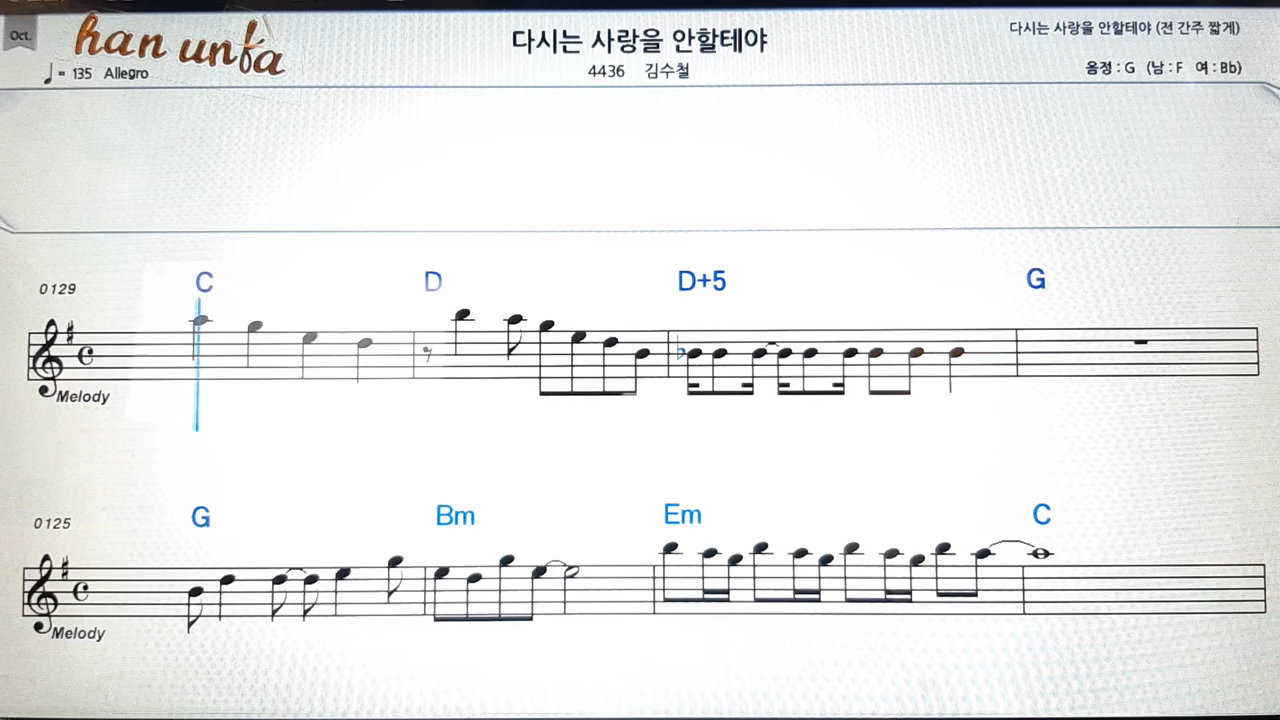 Oct.
han unfa
다시는 사랑을 안할테야
다시는 사랑을 안할테야 (전 간주 짧게)
♩= 135 Allegro
4436 김수철
음정 : G (남 : F 여 : Bb)
0129
C D D+5 G
Melody
0125
G Bm Em C
Melody